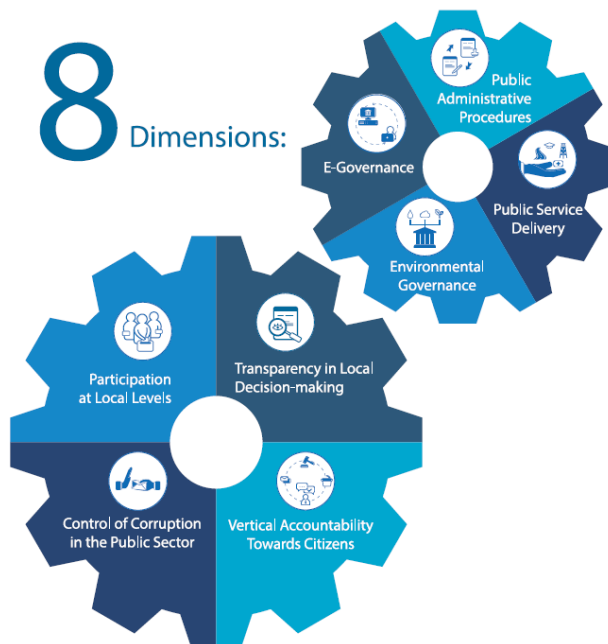 8 Dimensions:
Public
Administrative
Procedures
E-Governance
Public Service
Delivery
Environmental
Governance
Participation
at Local Levels
Transparency in Local
Decision-making
Control of Corruption
in the Public Sector
Vertical Accountability
Towards Citizens